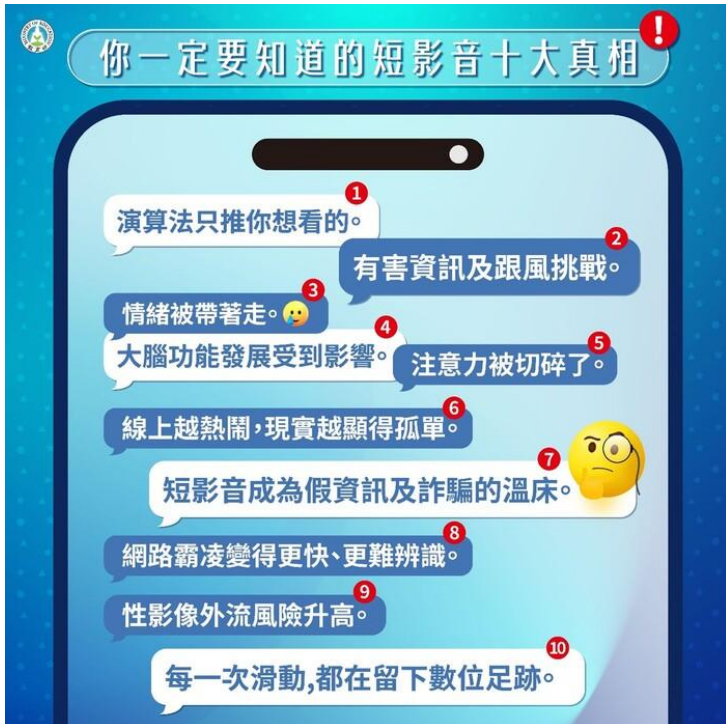 你一定要知道的短影音十大真相
1
演算法只推你想看的。
2
有害資訊及跟風挑戰。
3
情緒被帶著走。
4
大腦功能發展受到影響。
5
注意力被切碎了。
6
線上越熱鬧,現實越顯得孤單。
7
短影音成為假資訊及詐騙的溫床。
8
網路霸凌變得更快、更難辨識。
9
性影像外流風險升高。
10
每一次滑動,都在留下數位足跡。